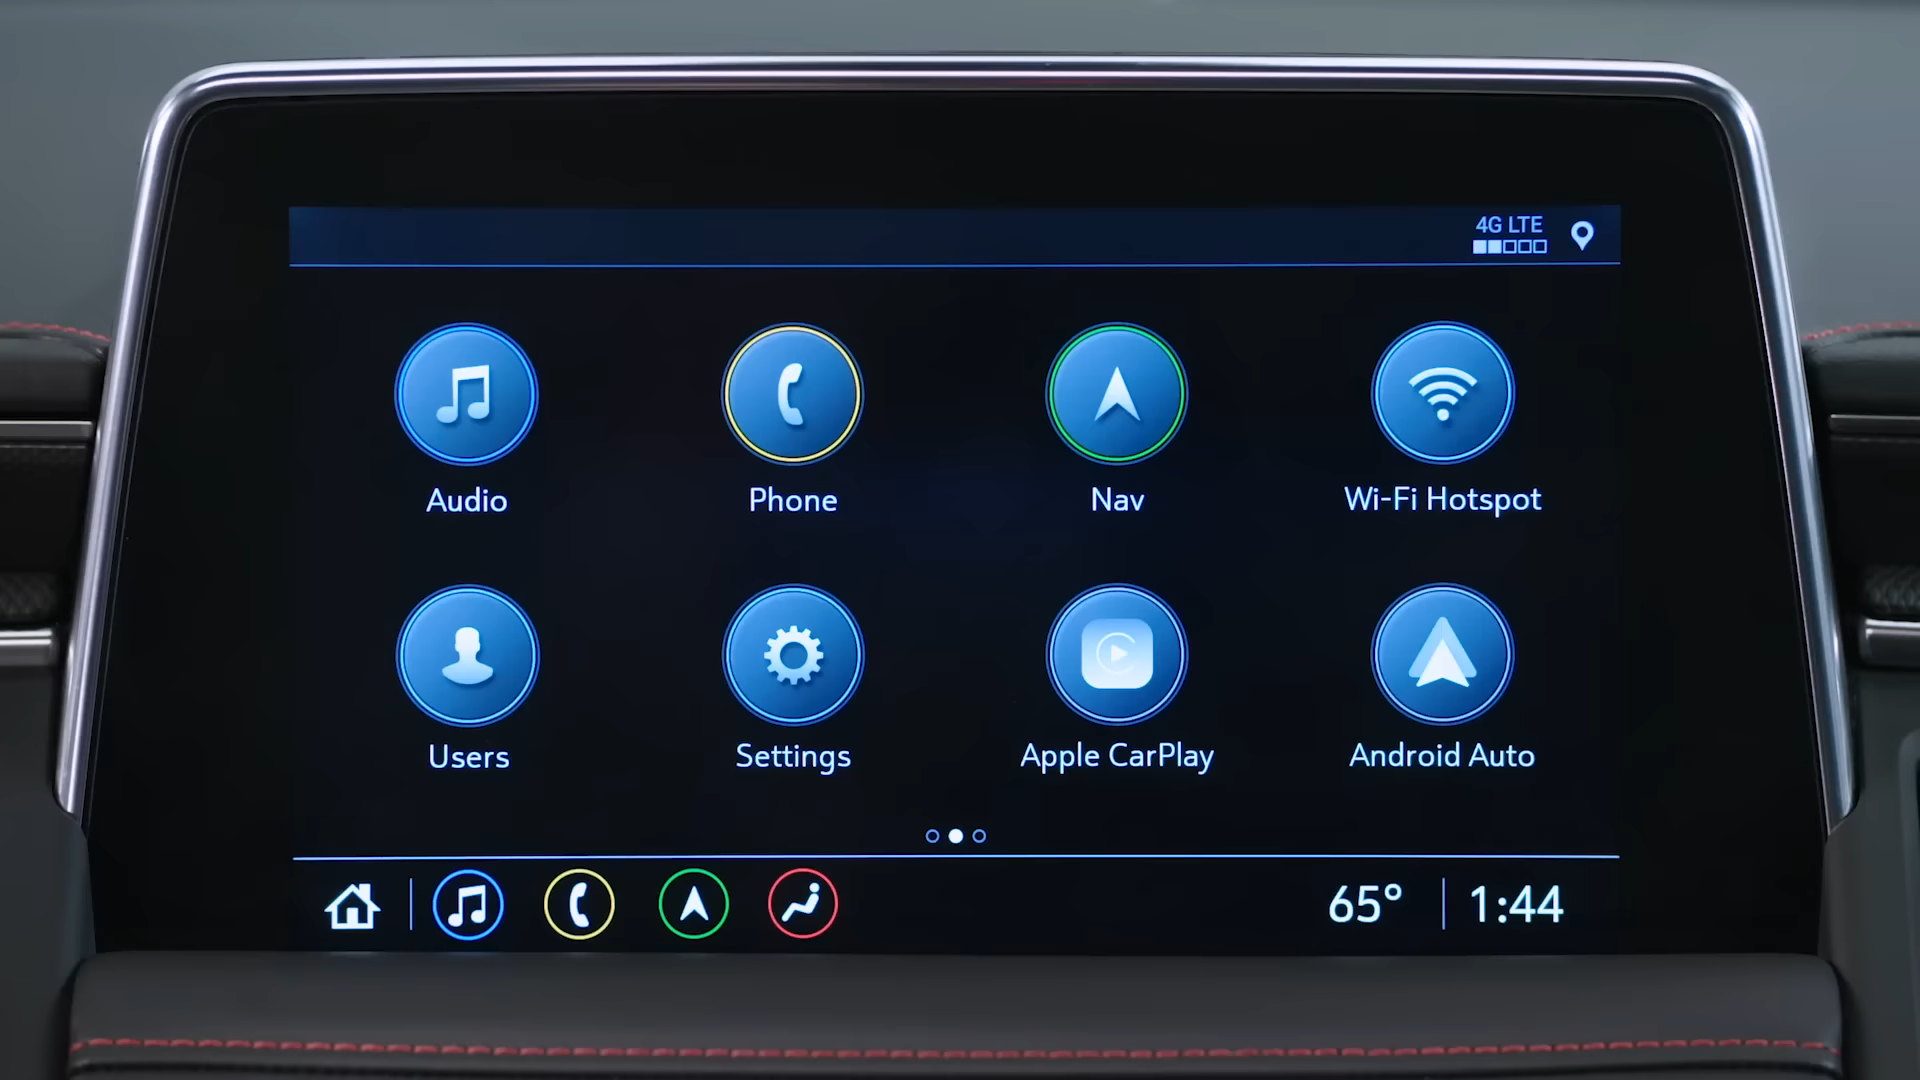 4G LTE
Audio Phone Nav Wi-Fi Hotspot
Users Settings Apple CarPlay Android Auto
65° 1:44